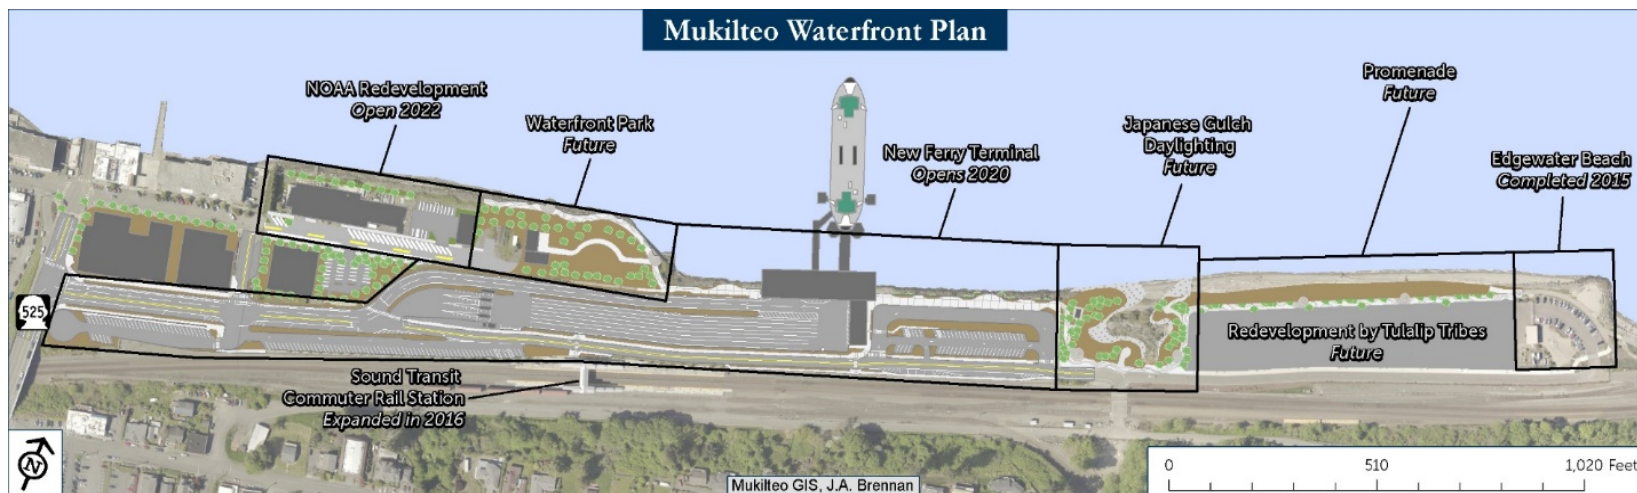 Mukilteo Waterfront Plan
NOAA Redevelopment
Open 2022
Waterfront Park
Future
New Ferry Terminal
Opens 2020
Japanese Gulch
Daylighting
Future
Promenade
Future
Edgewater Beach
Completed 2015
525
Redevelopment by Tulalip Tribes
Future
Sound Transit
Commuter Rail Station
Expanded in 2016
N
Mukilteo GIS, J.A. Brennan
0 510 1,020 Feet